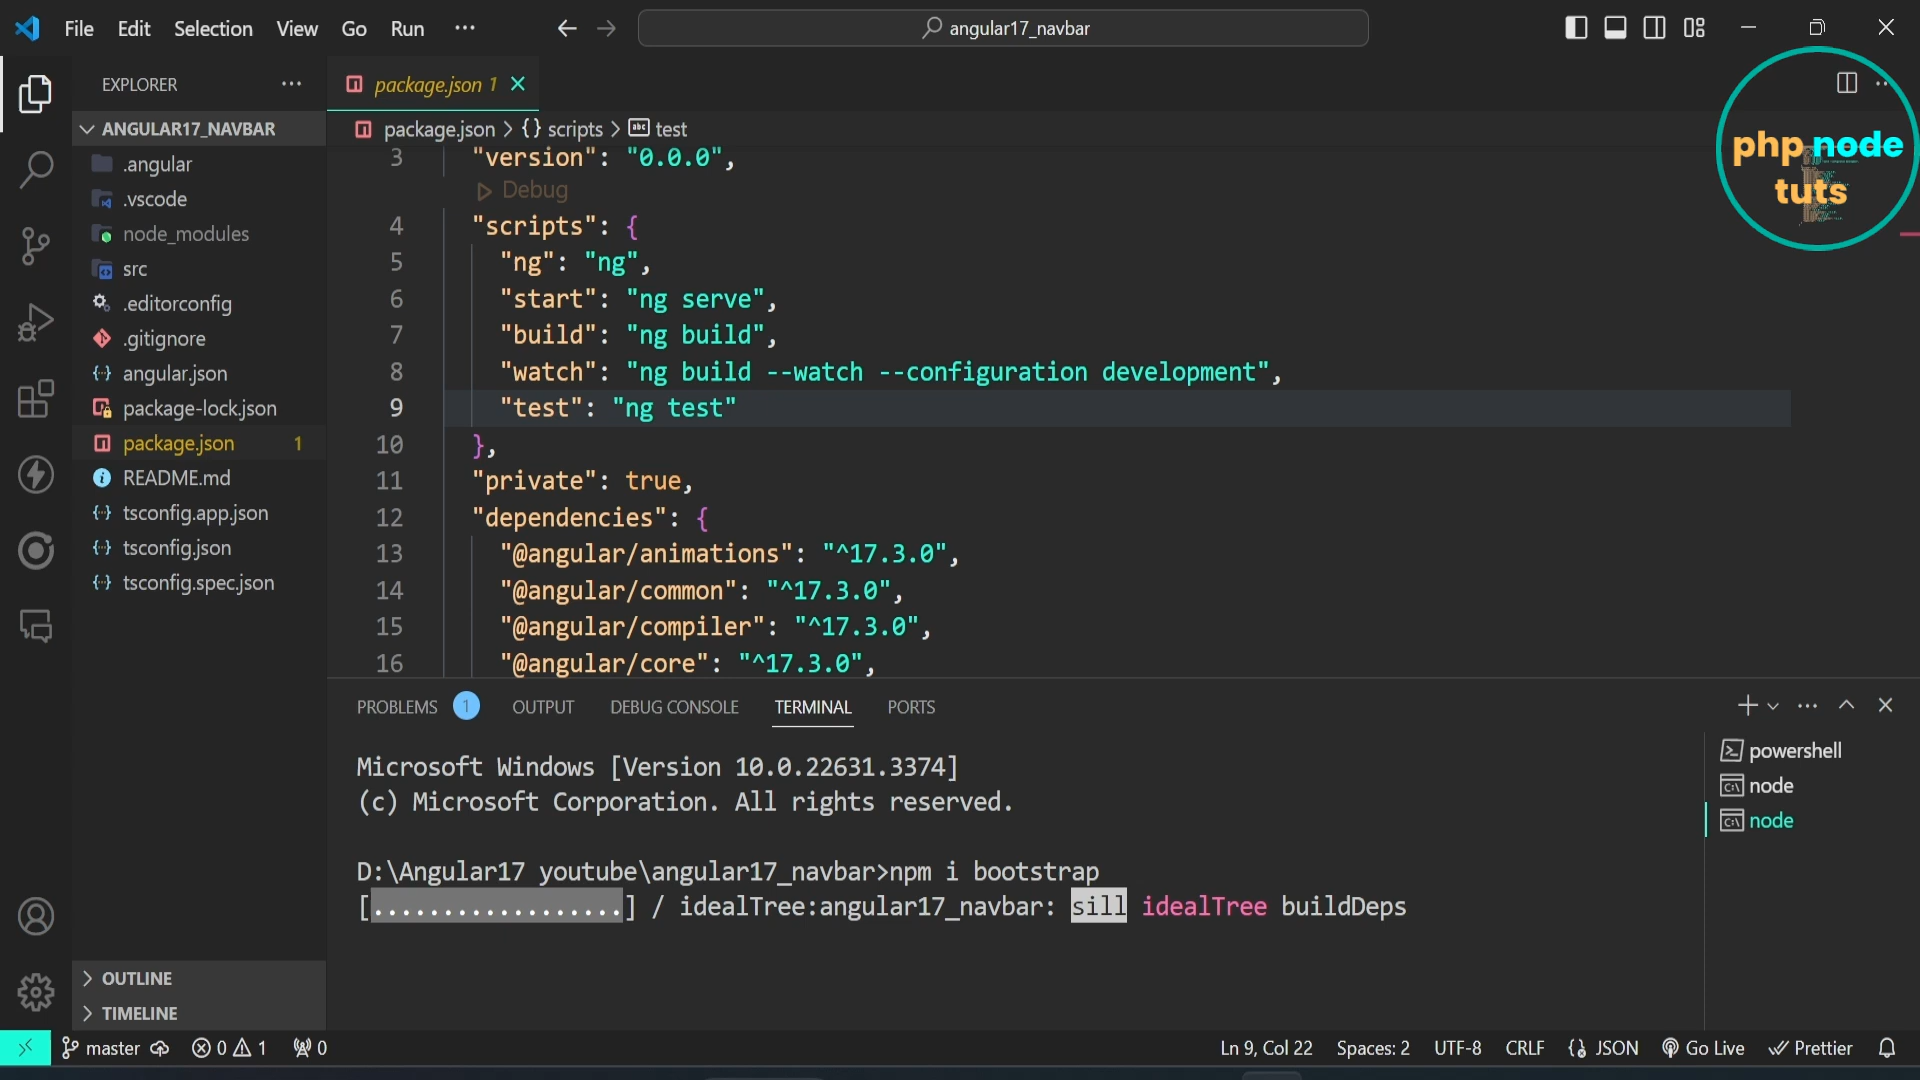 File Edit Selection View Go Run ··· ← → angular17_navbar
EXPLORER ···
package.json 1 ×
ANGULAR17_NAVBAR
.angular
.vscode
node_modules
src
.editorconfig
.gitignore
angular.json
package-lock.json
package.json 1
README.md
tsconfig.app.json
tsconfig.json
tsconfig.spec.json
OUTLINE
TIMELINE
package.json > {} scripts > abc test
3 "version": "0.0.0",
Debug
4 "scripts": {
5 "ng": "ng",
6 "start": "ng serve",
7 "build": "ng build",
8 "watch": "ng build --watch --configuration development",
9 "test": "ng test"
10 },
11 "private": true,
12 "dependencies": {
13 "@angular/animations": "^17.3.0",
14 "@angular/common": "^17.3.0",
15 "@angular/compiler": "^17.3.0",
16 "@angular/core": "^17.3.0",
php node
tuts
PROBLEMS 1 OUTPUT DEBUG CONSOLE TERMINAL PORTS
Microsoft Windows [Version 10.0.22631.3374]
(c) Microsoft Corporation. All rights reserved.
D:\Angular17 youtube\angular17_navbar>npm i bootstrap
[..................] / idealTree:angular17_navbar: sill idealTree buildDeps
powershell
node
node
master 0 1 0 Ln 9, Col 22 Spaces: 2 UTF-8 CRLF {} JSON Go Live Prettier